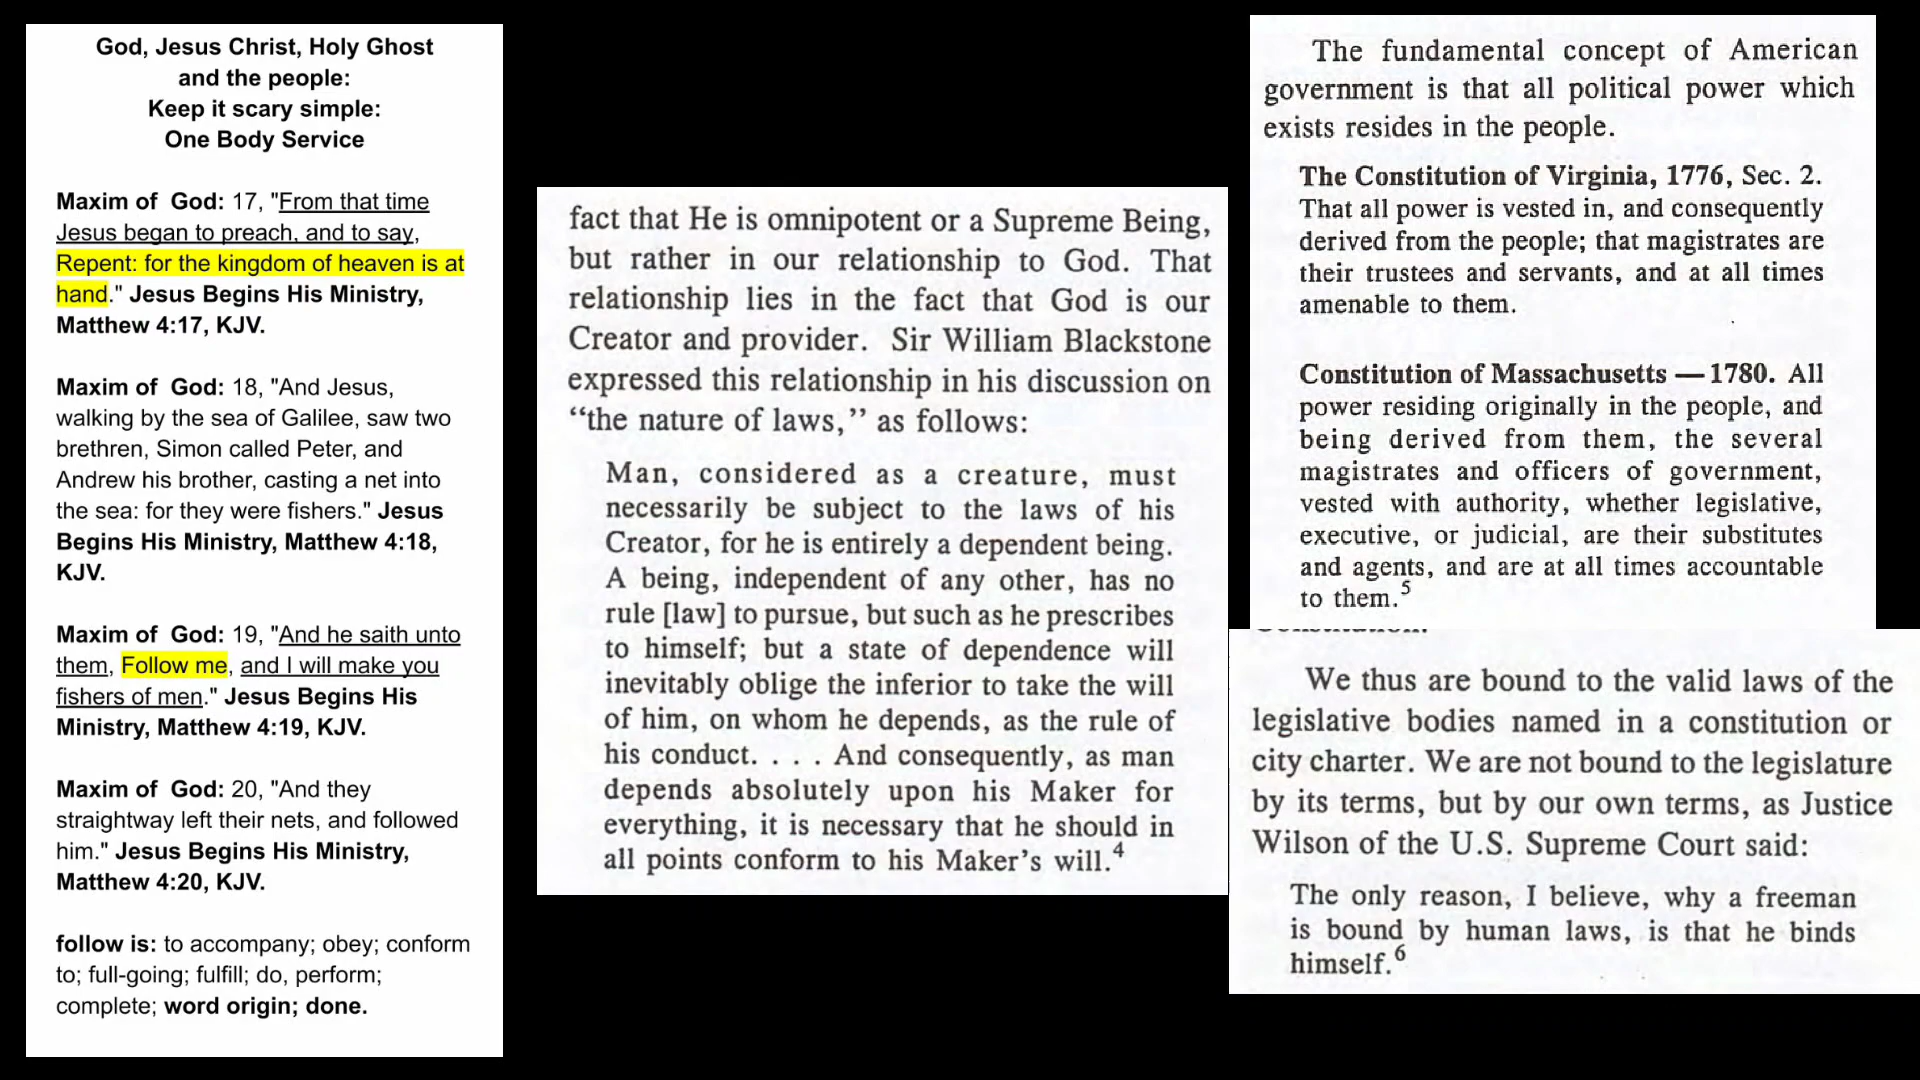 God, Jesus Christ, Holy Ghost
and the people:
Keep it scary simple:
One Body Service
Maxim of  God: 17, "From that time
Jesus began to preach, and to say,
Repent: for the kingdom of heaven is at
hand." Jesus Begins His Ministry,
Matthew 4:17, KJV.
Maxim of  God: 18, "And Jesus,
walking by the sea of Galilee, saw two
brethren, Simon called Peter, and
Andrew his brother, casting a net into
the sea: for they were fishers." Jesus
Begins His Ministry, Matthew 4:18,
KJV.
Maxim of  God: 19, "And he saith unto
them, Follow me, and I will make you
fishers of men." Jesus Begins His
Ministry, Matthew 4:19, KJV.
Maxim of  God: 20, "And they
straightway left their nets, and followed
him." Jesus Begins His Ministry,
Matthew 4:20, KJV.
follow is: to accompany; obey; conform
to; full-going; fulfill; do, perform;
complete; word origin; done.
fact that He is omnipotent or a Supreme Being,
but rather in our relationship to God. That
relationship lies in the fact that God is our
Creator and provider. Sir William Blackstone
expressed this relationship in his discussion on
“the nature of laws,” as follows:
Man, considered as a creature, must
necessarily be subject to the laws of his
Creator, for he is entirely a dependent being.
A being, independent of any other, has no
rule [law] to pursue, but such as he prescribes
to himself; but a state of dependence will
inevitably oblige the inferior to take the will
of him, on whom he depends, as the rule of
his conduct. . . . And consequently, as man
depends absolutely upon his Maker for
everything, it is necessary that he should in
all points conform to his Maker’s will.4
The fundamental concept of American
government is that all political power which
exists resides in the people.
The Constitution of Virginia, 1776, Sec. 2.
That all power is vested in, and consequently
derived from the people; that magistrates are
their trustees and servants, and at all times
amenable to them.
Constitution of Massachusetts — 1780. All
power residing originally in the people, and
being derived from them, the several
magistrates and officers of government,
vested with authority, whether legislative,
executive, or judicial, are their substitutes
and agents, and are at all times accountable
to them.5
We thus are bound to the valid laws of the
legislative bodies named in a constitution or
city charter. We are not bound to the legislature
by its terms, but by our own terms, as Justice
Wilson of the U.S. Supreme Court said:
The only reason, I believe, why a freeman
is bound by human laws, is that he binds
himself.6